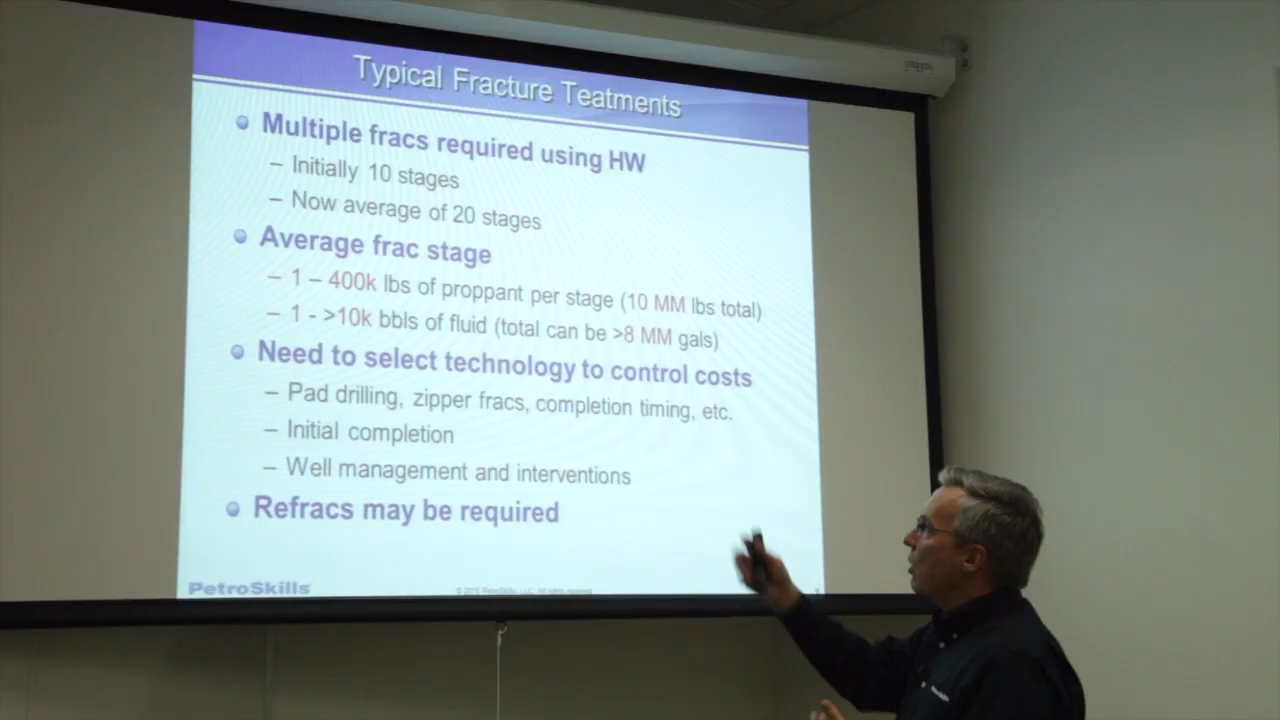 Typical Fracture Teatments
Multiple fracs required using HW
– Initially 10 stages
– Now average of 20 stages
Average frac stage
– 1 – 400k lbs of proppant per stage (10 MM lbs total)
– 1 - >10k bbls of fluid (total can be >8 MM gals)
Need to select technology to control costs
– Pad drilling, zipper fracs, completion timing, etc.
– Initial completion
– Well management and interventions
Refracs may be required
PetroSkills